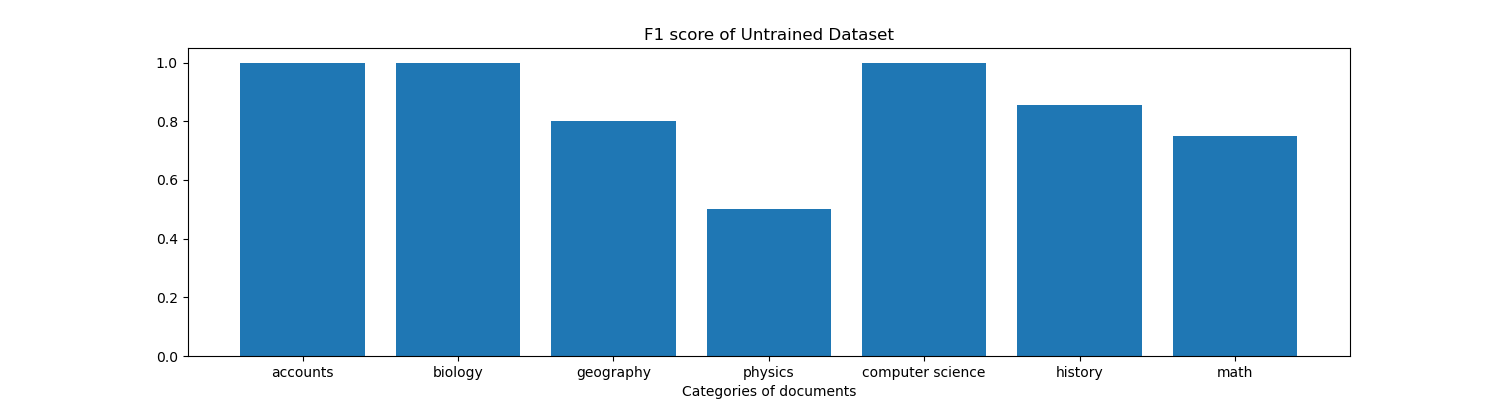 F1 score of Untrained Dataset
1.0
0.8
0.6
0.4
0.2
0.0
accounts biology geography physics computer science history math
Categories of documents